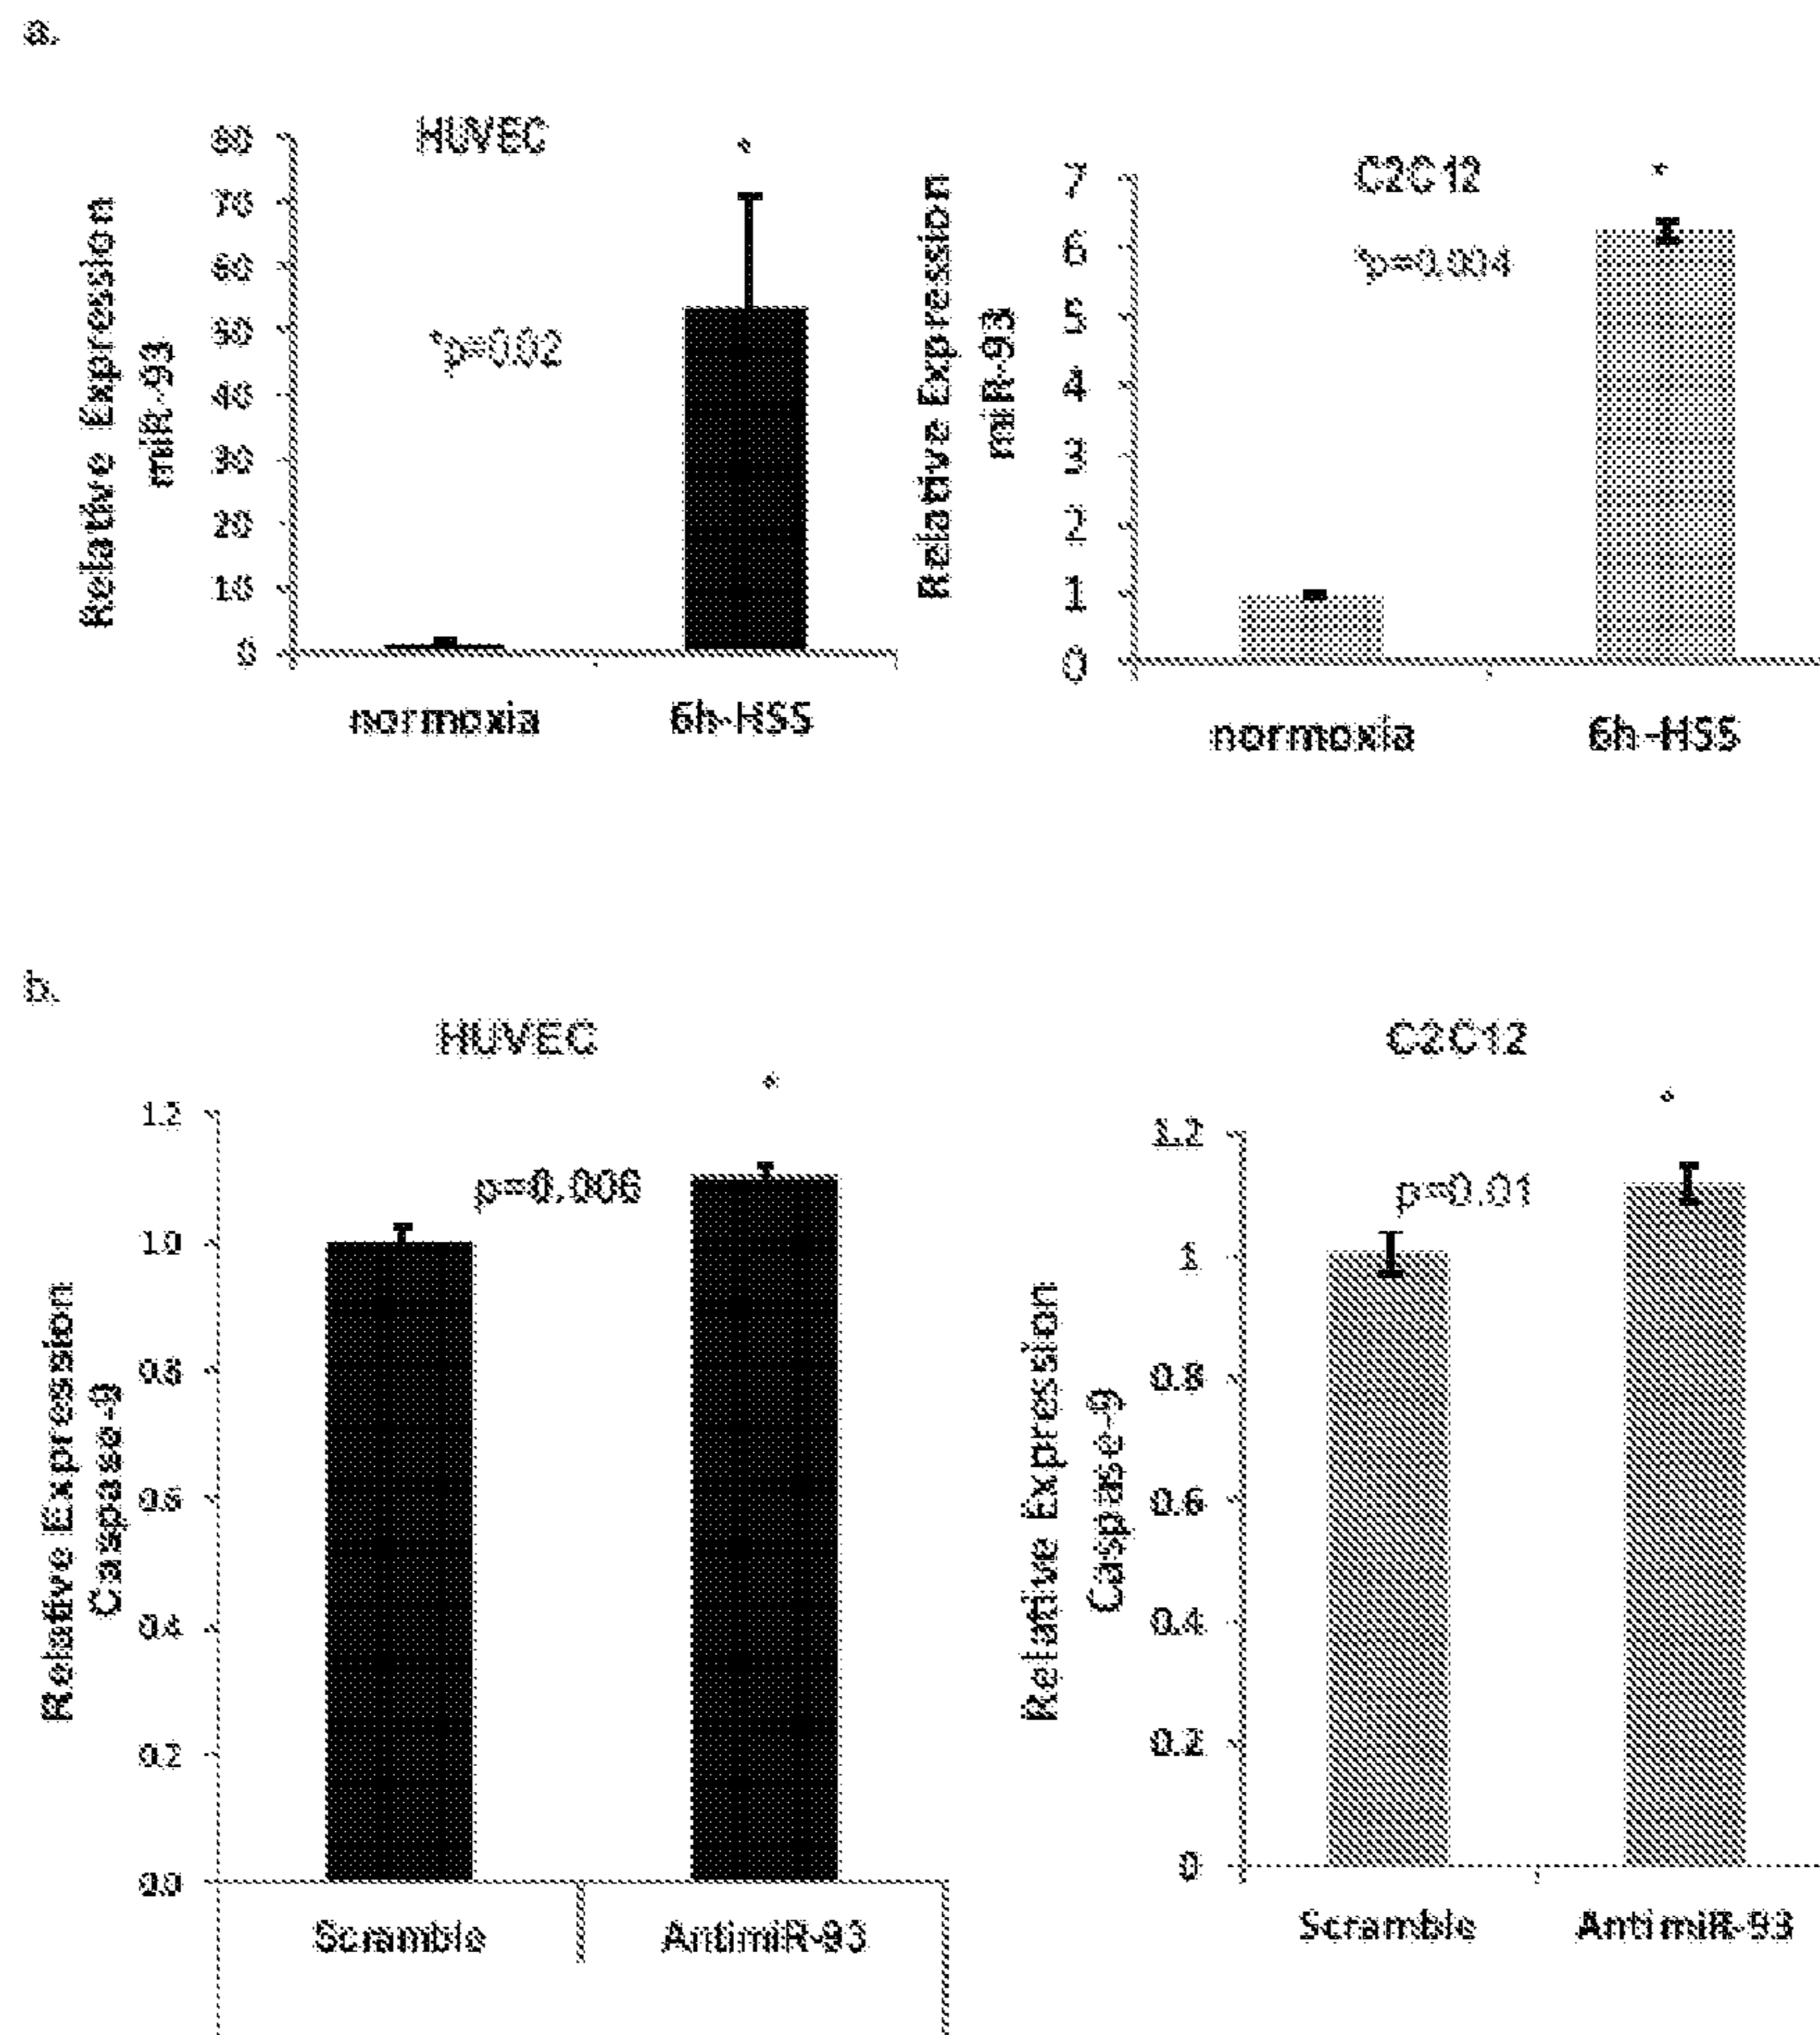 a.
HUVEC
*
80
70
60
50
40
30
20
10
0
Relative Expression
miR-93
*p=0.02
normoxia
6h-HSS
C2C12
*
7
6
5
4
3
2
1
0
Relative Expression
miR-93
*p=0.004
normoxia
6h-HSS
b.
HUVEC
*
1.2
1.0
0.8
0.6
0.4
0.2
0.0
Relative Expression
Caspase-9
p=0.006
Scramble
AntimiR-93
C2C12
*
1.2
1
0.8
0.6
0.4
0.2
0
Relative Expression
Caspase-9
p=0.01
Scramble
AntimiR-93